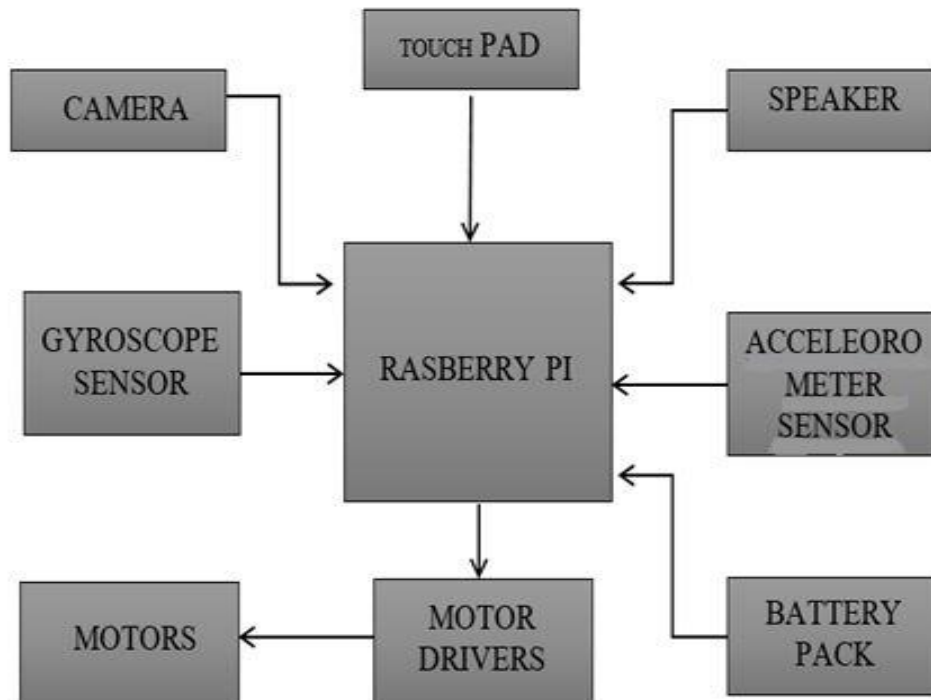 TOUCH PAD
CAMERA
SPEAKER
GYROSCOPE
SENSOR
RASBERRY PI
ACCELEORO
METER
SENSOR
MOTORS
MOTOR
DRIVERS
BATTERY
PACK